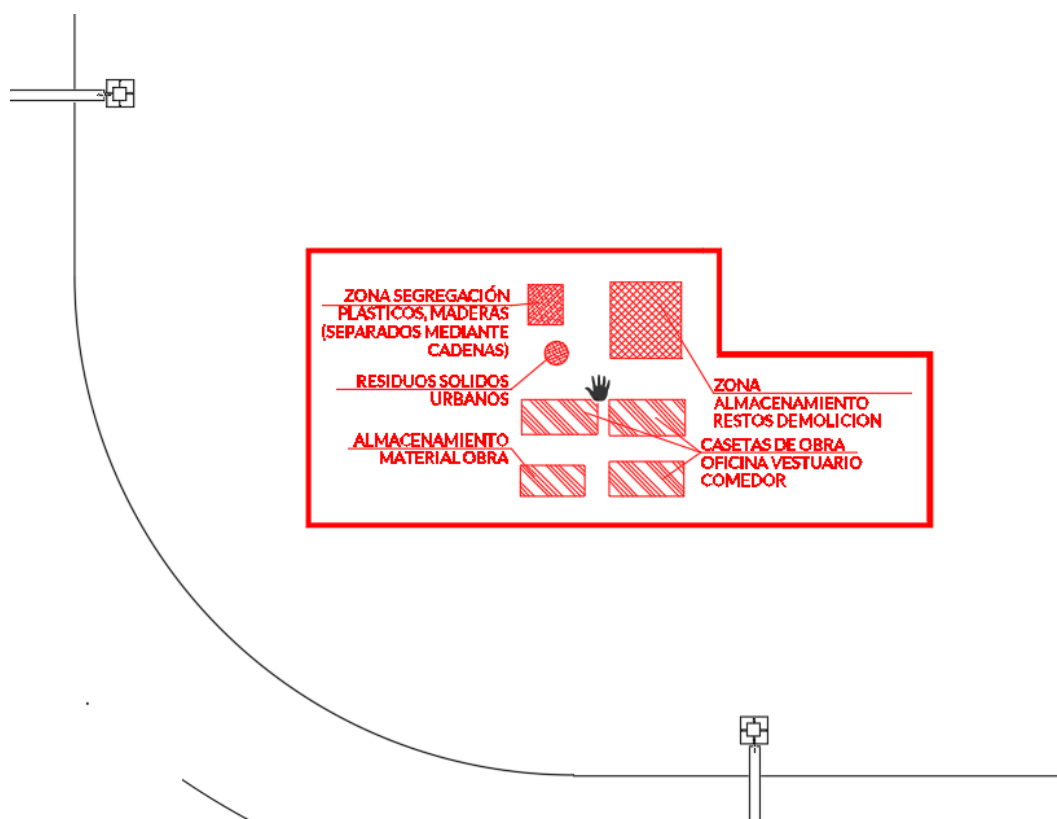 ZONA SEGREGACIÓN
PLASTICOS, MADERAS
(SEPARADOS MEDIANTE
CADENAS)
RESIDUOS SOLIDOS
URBANOS
ALMACENAMIENTO
MATERIAL OBRA
ZONA
ALMACENAMIENTO
RESTOS DEMOLICION
CASETAS DE OBRA
OFICINA VESTUARIO
COMEDOR